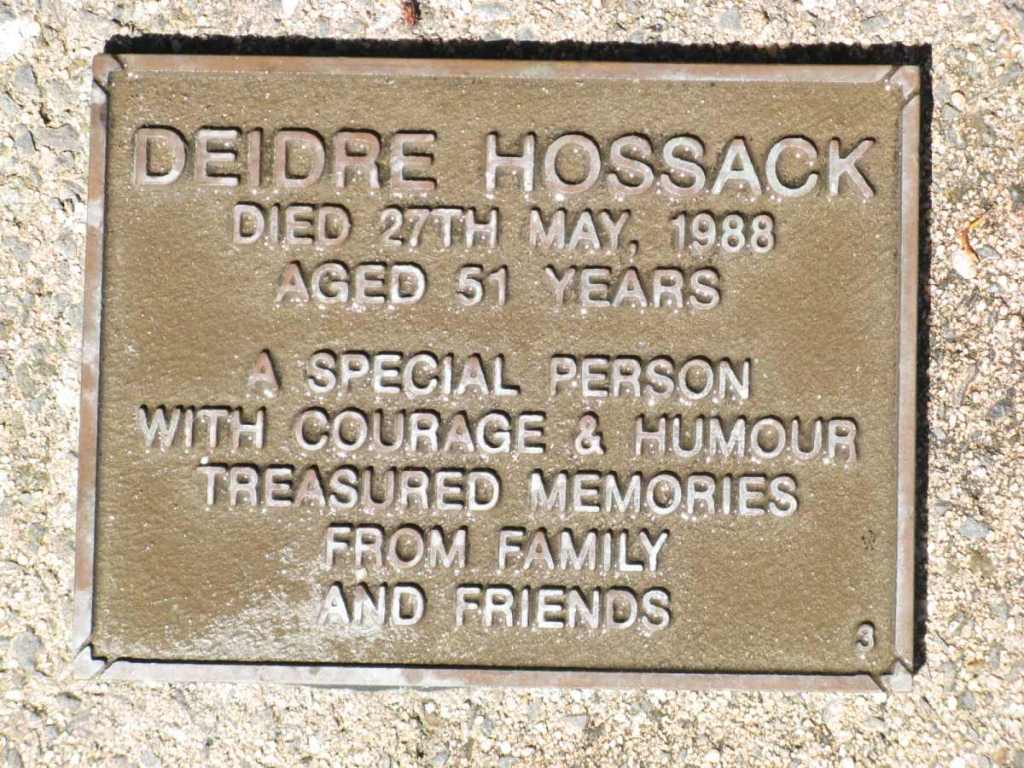 DEIDRE HOSSACK
DIED 27TH MAY, 1988
AGED 51 YEARS
A SPECIAL PERSON
WITH COURAGE & HUMOUR
TREASURED MEMORIES
FROM FAMILY
AND FRIENDS
3